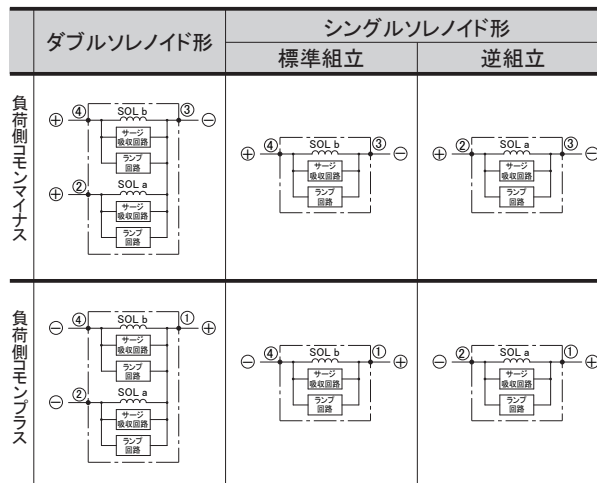 ダブルソレノイド形
シングルソレノイド形
標準組立
逆組立
負荷側コモンマイナス
⊕ ④ SOL b ③ ⊖
サージ
吸収回路
ランプ
回路
⊕ ② SOL a
サージ
吸収回路
ランプ
回路
⊕ ④ SOL b ③ ⊖
サージ
吸収回路
ランプ
回路
⊕ ② SOL a ③ ⊖
サージ
吸収回路
ランプ
回路
負荷側コモンプラス
⊖ ④ SOL b ① ⊕
サージ
吸収回路
ランプ
回路
⊖ ② SOL a
サージ
吸収回路
ランプ
回路
⊖ ④ SOL b ① ⊕
サージ
吸収回路
ランプ
回路
⊖ ② SOL a ① ⊕
サージ
吸収回路
ランプ
回路